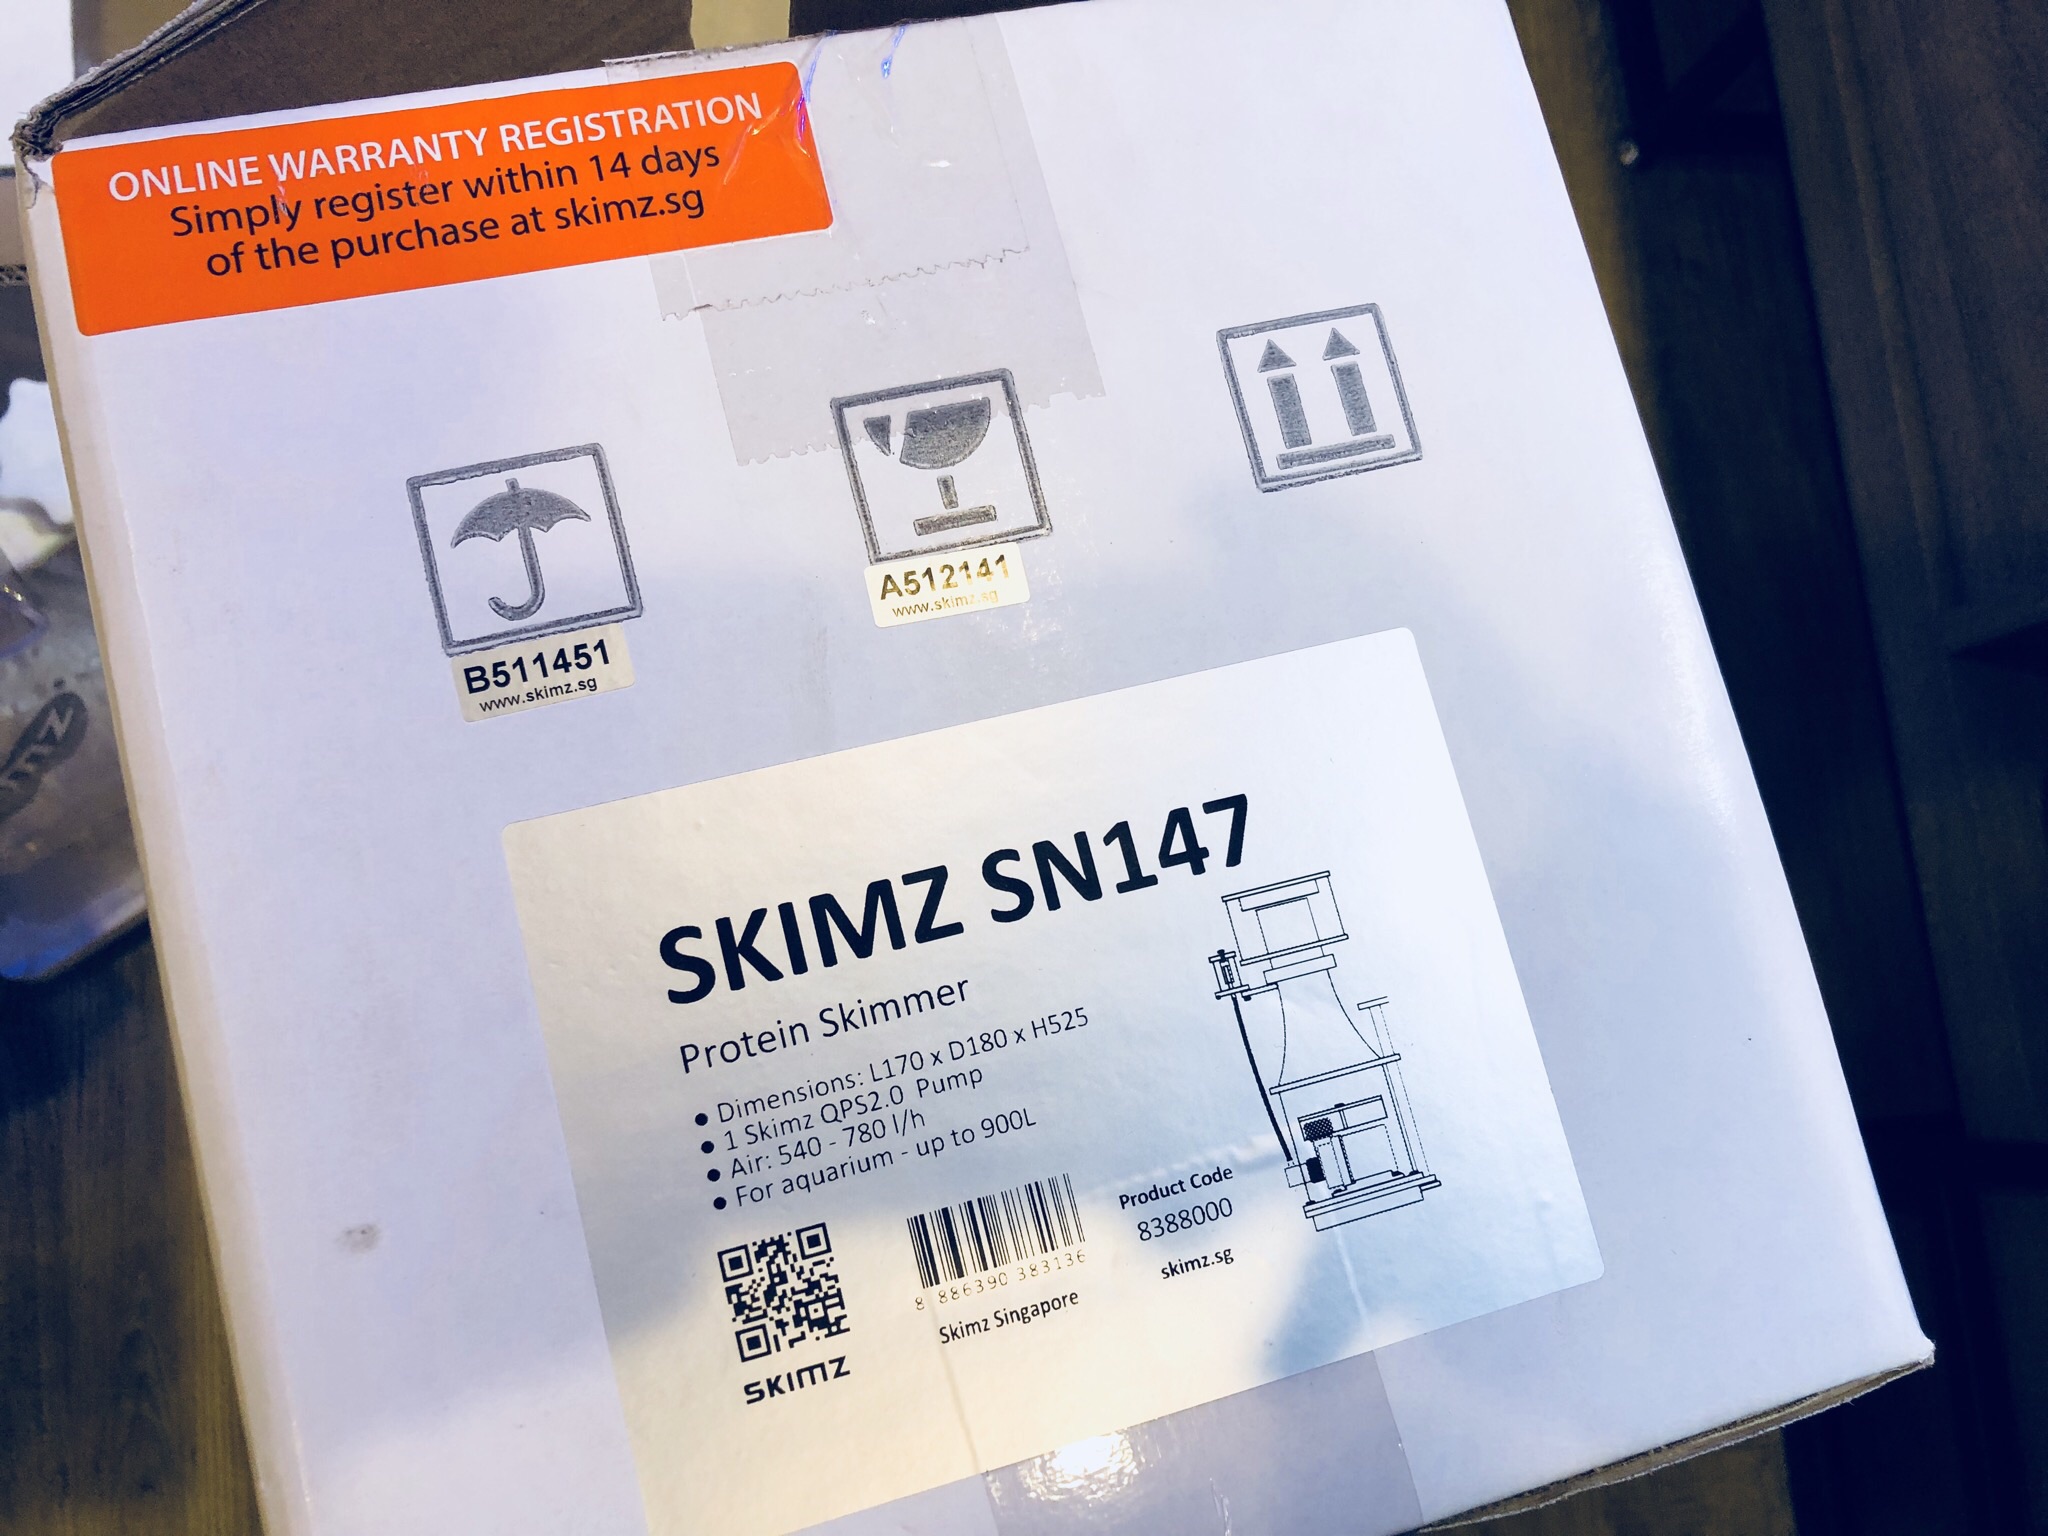 ONLINE WARRANTY REGISTRATION
Simply register within 14 days
of the purchase at skimz.sg
B511451
www.skimz.sg
A512141
www.skimz.sg
SKIMZ SN147
Protein Skimmer
● Dimensions: L170 x D180 x H525
● 1 Skimz QPS2.0 Pump
● Air: 540 - 780 l/h
● For aquarium - up to 900L
SKIMZ
8 886390 383136
Skimz Singapore
Product Code
8388000
skimz.sg